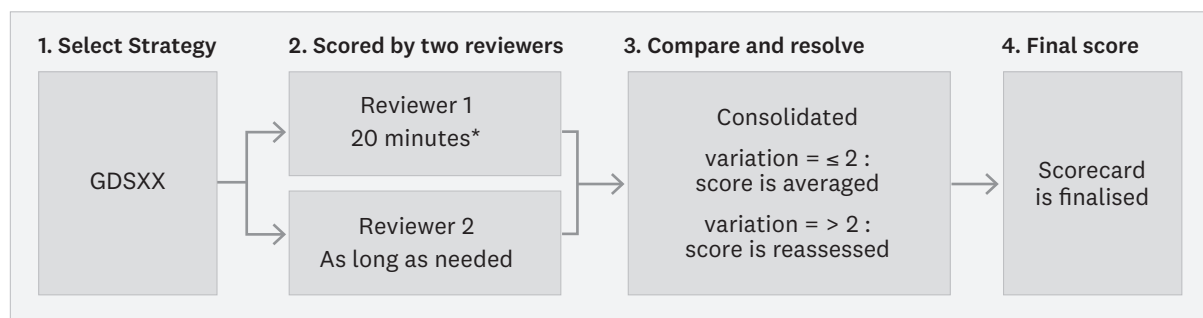 1. Select Strategy
GDSXX
2. Scored by two reviewers
Reviewer 1
20 minutes*
Reviewer 2
As long as needed
3. Compare and resolve
Consolidated
variation = ≤ 2 :
score is averaged
variation = > 2 :
score is reassessed
4. Final score
Scorecard
is finalised